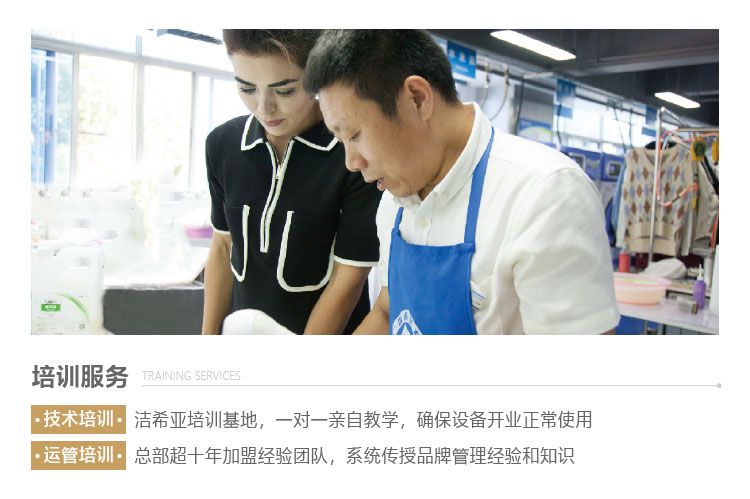 培训服务 TRAINING SERVICES
·技术培训· 洁希亚培训基地，一对一亲自教学，确保设备开业正常使用
·运管培训· 总部超十年加盟经验团队，系统传授品牌管理经验和知识